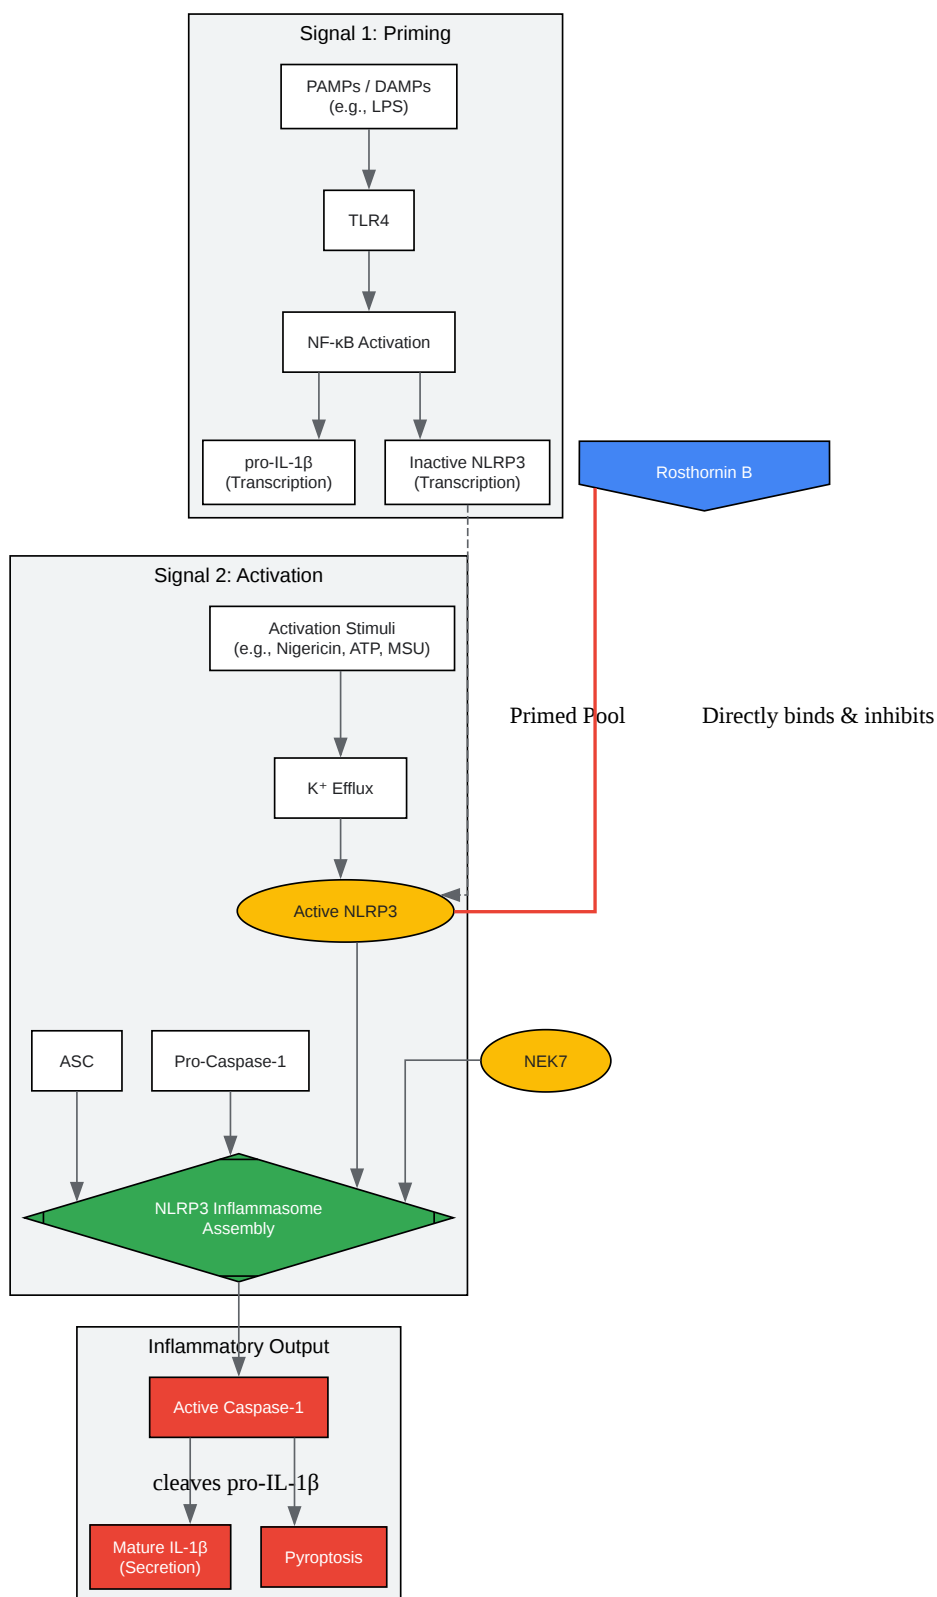 Signal 1: Priming
PAMPs / DAMPs
(e.g., LPS)
TLR4
NF-κB Activation
pro-IL-1β
(Transcription)
Inactive NLRP3
(Transcription)
Rosthornin B
Signal 2: Activation
Activation Stimuli
(e.g., Nigericin, ATP, MSU)
Primed Pool
Directly binds & inhibits
K⁺ Efflux
Active NLRP3
ASC
Pro-Caspase-1
NEK7
NLRP3 Inflammasome
Assembly
Inflammatory Output
Active Caspase-1
cleaves pro-IL-1β
Mature IL-1β
(Secretion)
Pyroptosis